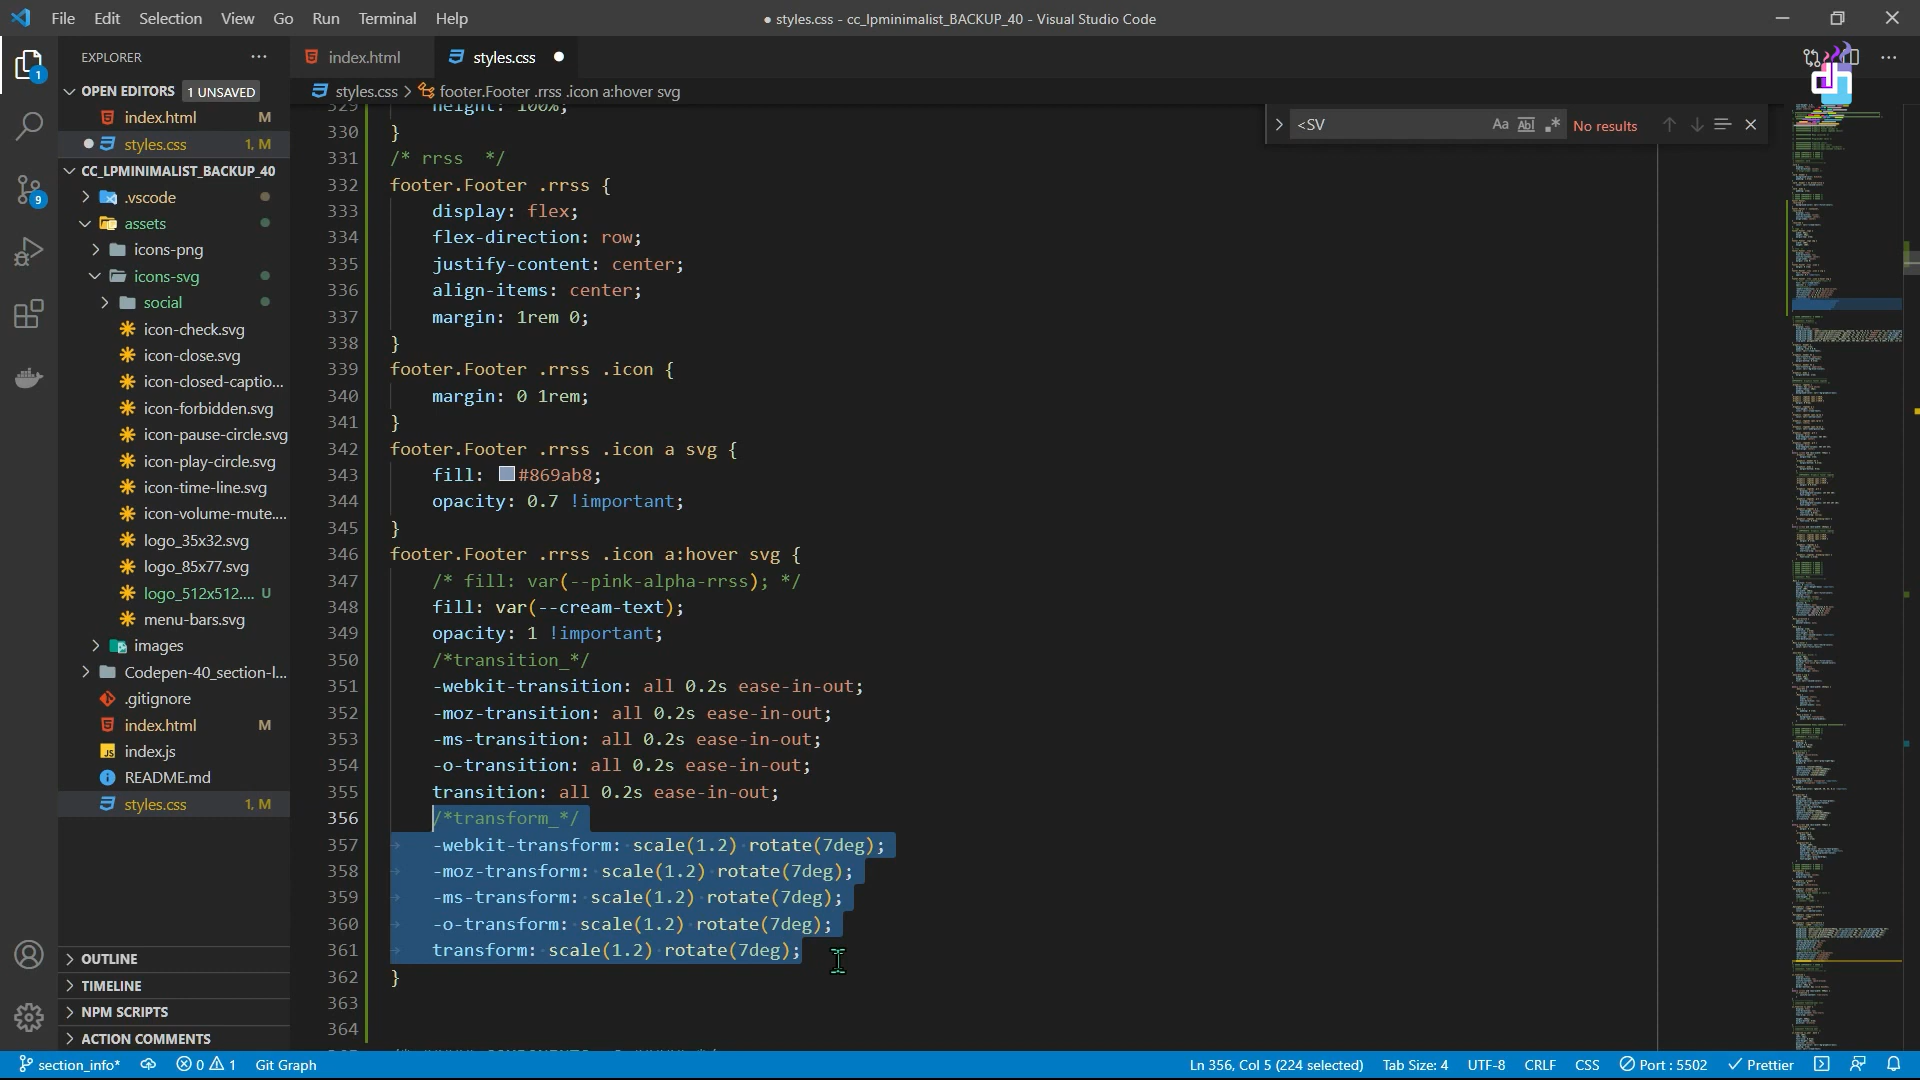 File Edit Selection View Go Run Terminal Help
● styles.css - cc_lpminimalist_BACKUP_40 - Visual Studio Code
EXPLORER
OPEN EDITORS 1 UNSAVED
index.html M
styles.css 1, M
CC_LPMINIMALIST_BACKUP_40
.vscode
assets
icons-png
icons-svg
social
icon-check.svg
icon-close.svg
icon-closed-captio...
icon-forbidden.svg
icon-pause-circle.svg
icon-play-circle.svg
icon-time-line.svg
icon-volume-mute....
logo_35x32.svg
logo_85x77.svg
logo_512x512.... U
menu-bars.svg
images
Codepen-40_section-l...
.gitignore
index.html M
index.js
README.md
styles.css 1, M
OUTLINE
TIMELINE
NPM SCRIPTS
ACTION COMMENTS
1
9
index.html styles.css
styles.css > footer.Footer .rrss .icon a:hover svg
<SV Aa Abl .* No results
329 height: 100%;
330 }
331 /* rrss */
332 footer.Footer .rrss {
333 display: flex;
334 flex-direction: row;
335 justify-content: center;
336 align-items: center;
337 margin: 1rem 0;
338 }
339 footer.Footer .rrss .icon {
340 margin: 0 1rem;
341 }
342 footer.Footer .rrss .icon a svg {
343 fill: #869ab8;
344 opacity: 0.7 !important;
345 }
346 footer.Footer .rrss .icon a:hover svg {
347 /* fill: var(--pink-alpha-rrss); */
348 fill: var(--cream-text);
349 opacity: 1 !important;
350 /*transition_*/
351 -webkit-transition: all 0.2s ease-in-out;
352 -moz-transition: all 0.2s ease-in-out;
353 -ms-transition: all 0.2s ease-in-out;
354 -o-transition: all 0.2s ease-in-out;
355 transition: all 0.2s ease-in-out;
356 /*transform_*/
357 -webkit-transform: scale(1.2) rotate(7deg);
358 -moz-transform: scale(1.2) rotate(7deg);
359 -ms-transform: scale(1.2) rotate(7deg);
360 -o-transform: scale(1.2) rotate(7deg);
361 transform: scale(1.2) rotate(7deg);
362 }
363
364
section_info* 0 1 Git Graph
Ln 356, Col 5 (224 selected) Tab Size: 4 UTF-8 CRLF CSS Port : 5502 Prettier